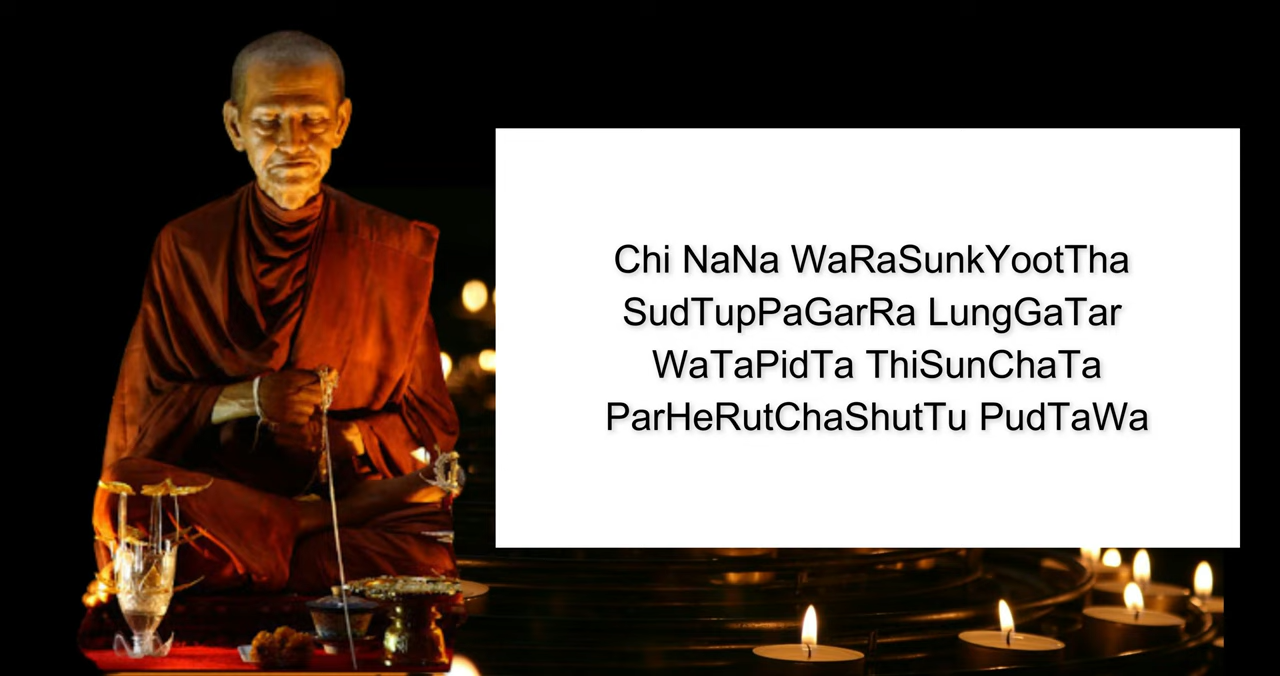 Chi NaNa WaRaSunkYootTha
SudTupPaGarRa LungGaTar
WaTaPidTa ThiSunChaTa
ParHeRutChaShutTu PudTaWa